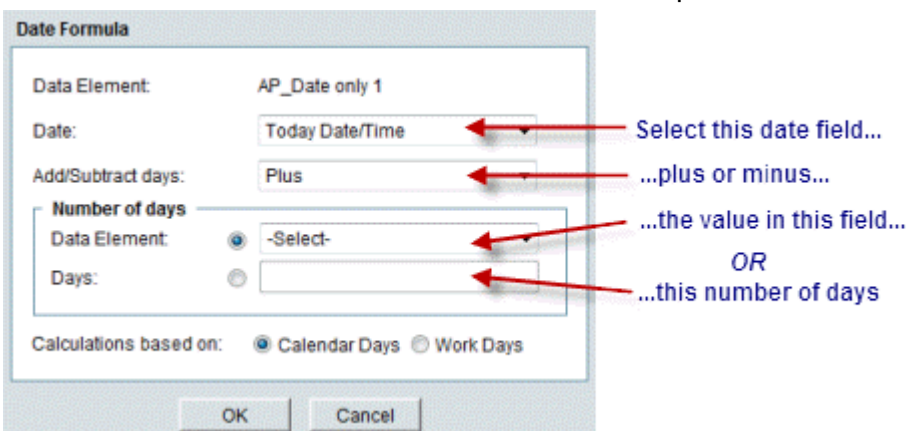 Date Formula
Data Element: AP_Date only 1
Date: Today Date/Time Select this date field...
Add/Subtract days: Plus ...plus or minus...
Number of days
Data Element: -Select- ...the value in this field...
OR
Days: ...this number of days
Calculations based on: Calendar Days Work Days
OK Cancel